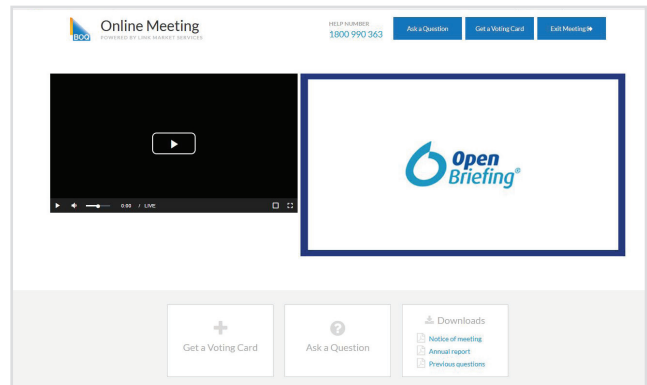 BOQ
Online Meeting
POWERED BY LINK MARKET SERVICES
HELP NUMBER
1800 990 363
Ask a Question
Get a Voting Card
Exit Meeting
0:00 / LIVE
Open
Briefing®
Get a Voting Card
Ask a Question
Downloads
Notice of meeting
Annual report
Previous questions